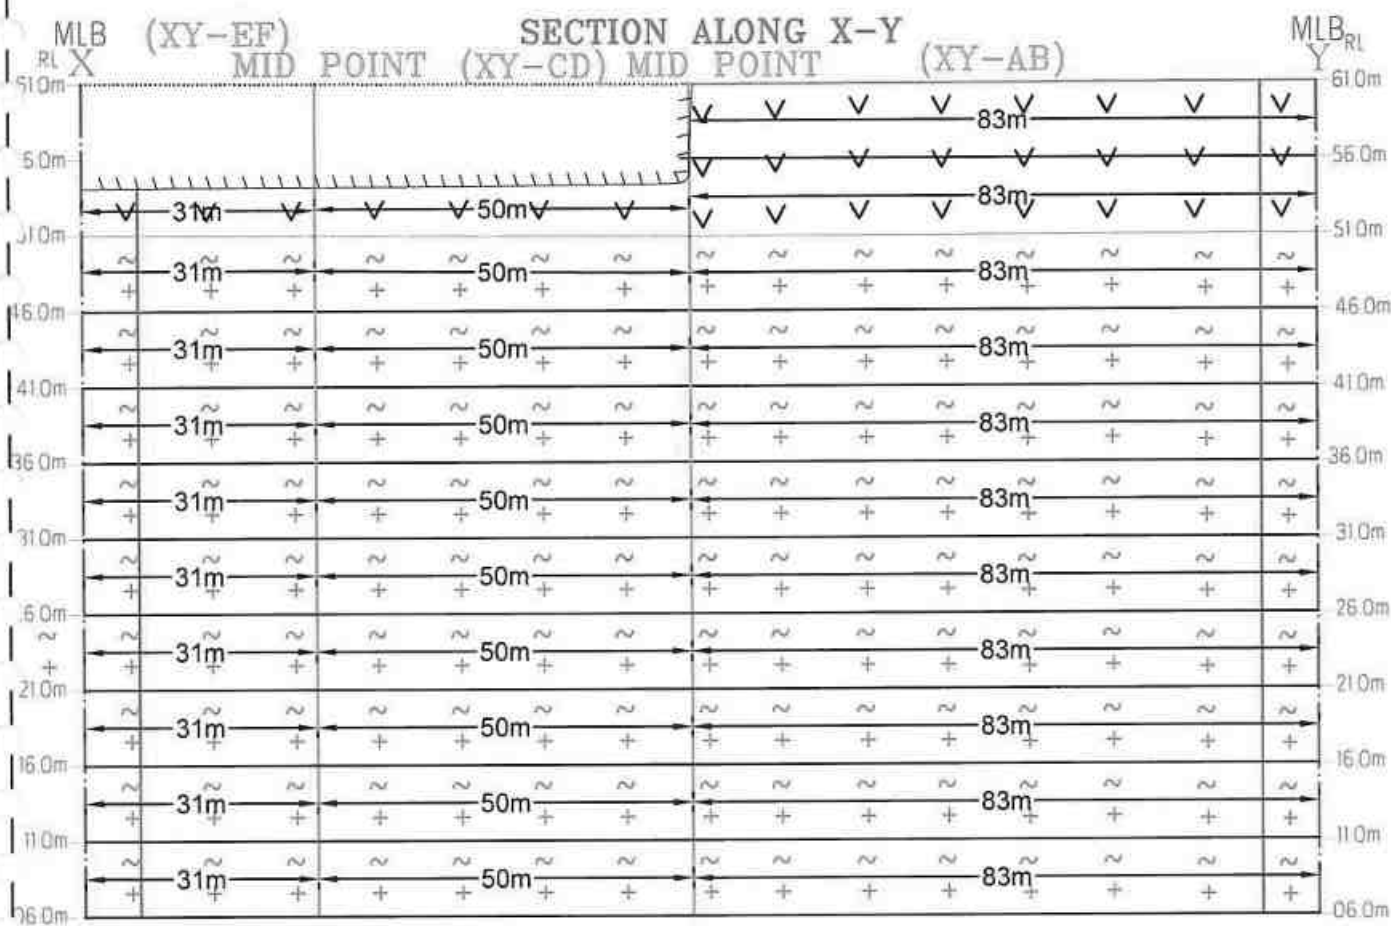 MLB (XY-EF) SECTION ALONG X-Y MLB
RL X MID POINT (XY-CD) MID POINT (XY-AB) Y RL
61.0m 61.0m
83m
56.0m
83m
31m 50m
51.0m
31m 50m 83m
46.0m 46.0m
31m 50m 83m
41.0m 41.0m
31m 50m 83m
36.0m 36.0m
31m 50m 83m
31.0m 31.0m
31m 50m 83m
26.0m
31m 50m 83m
21.0m 21.0m
31m 50m 83m
16.0m 16.0m
31m 50m 83m
11.0m 11.0m
31m 50m 83m
06.0m 06.0m